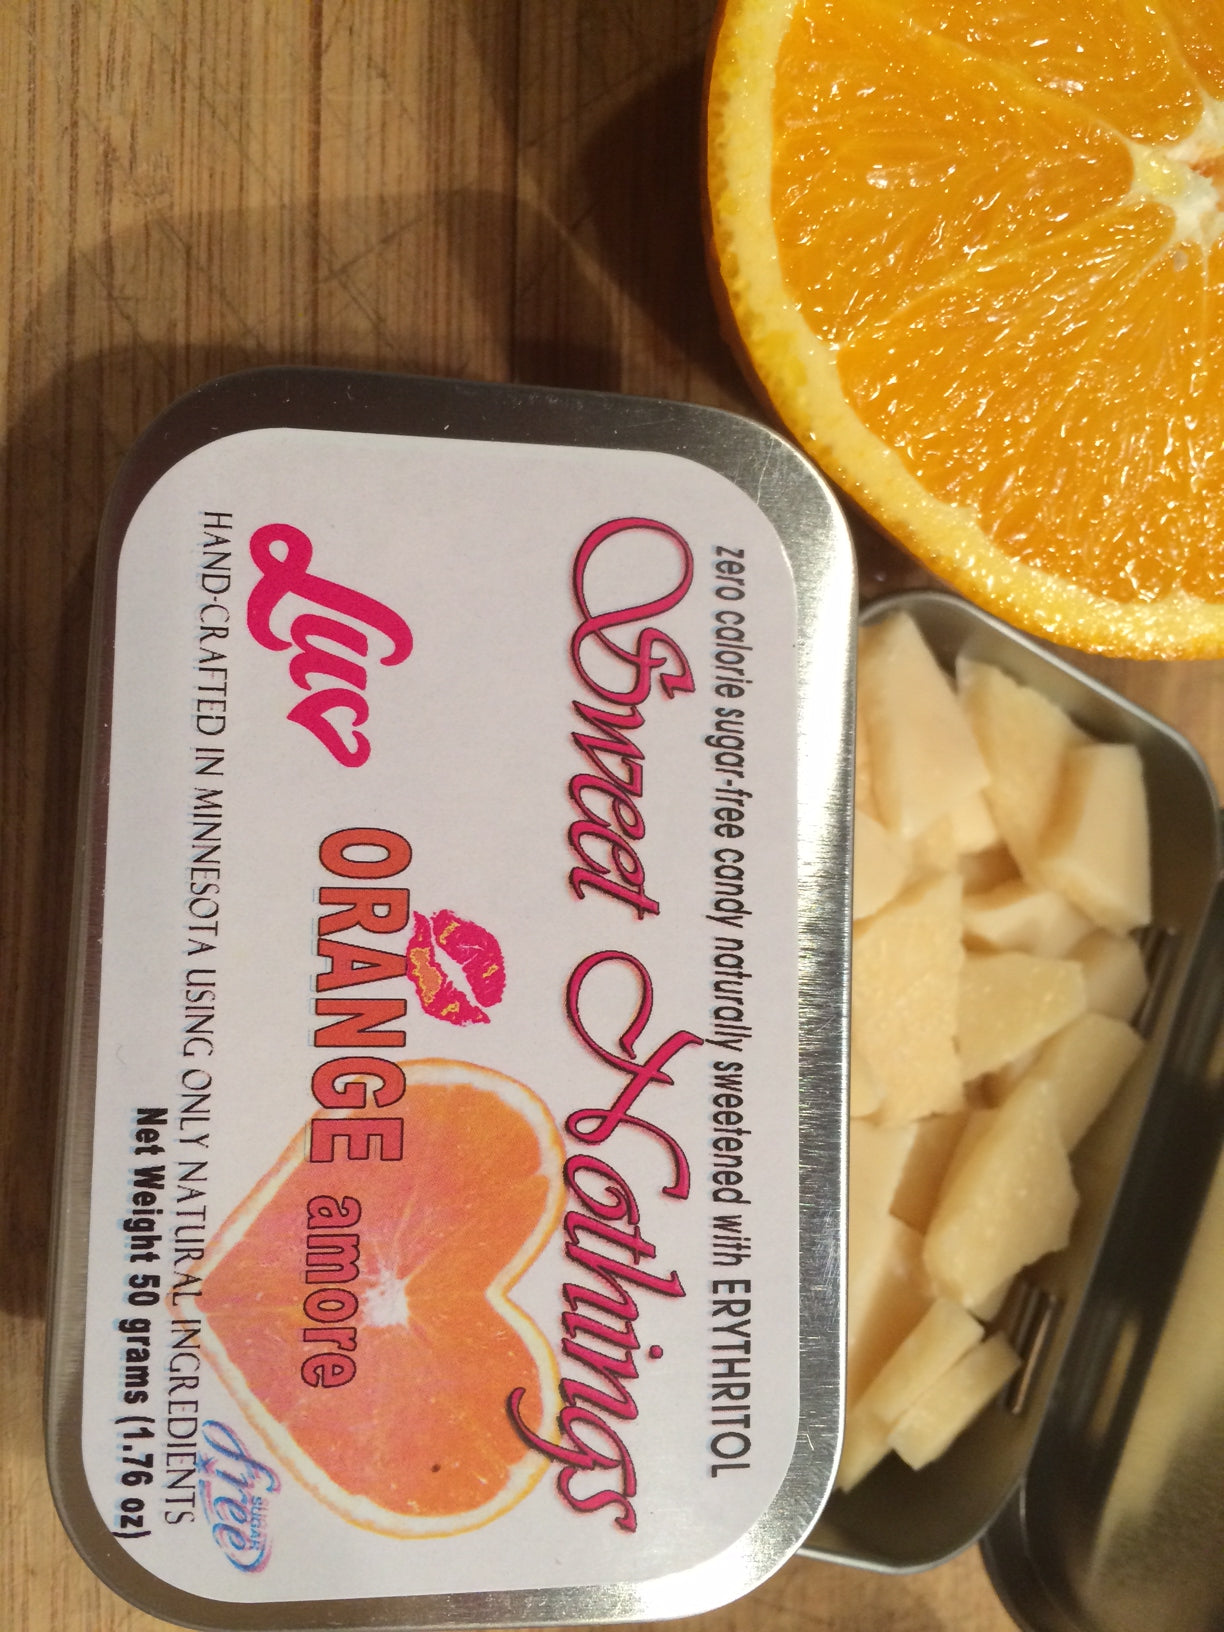 zero calorie sugar-free candy naturally sweetened with ERYTHRITOL
Sweet Nothings
Luv ORANGE amore
HAND-CRAFTED IN MINNESOTA USING ONLY NATURAL INGREDIENTS
Net Weight 50 grams (1.76 oz)
SUGAR
free